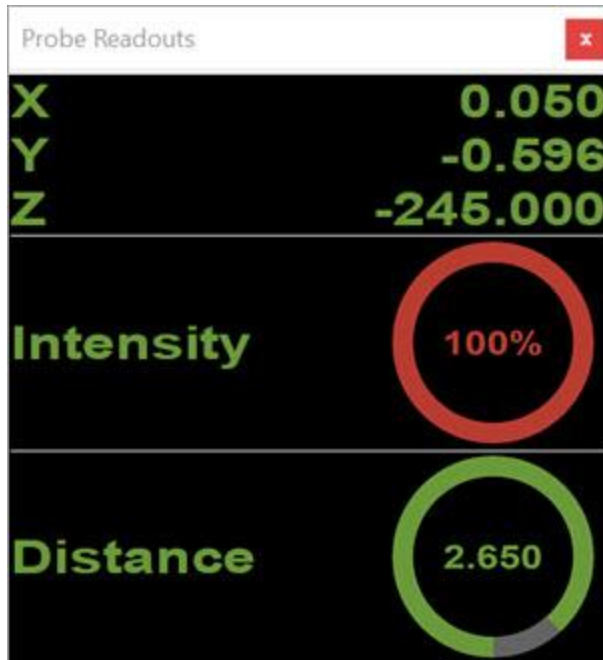 Probe Readouts x
X 0.050
Y -0.596
Z -245.000
Intensity 100%
Distance 2.650